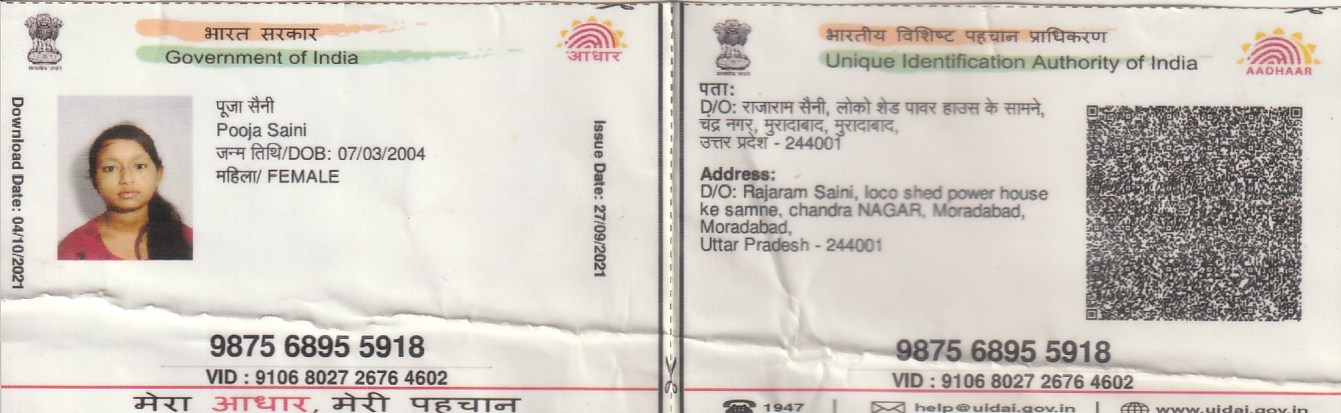 भारत सरकार
Government of India
आधार
Download Date: 04/10/2021
पूजा सैनी
Pooja Saini
जन्म तिथि/DOB: 07/03/2004
महिला/ FEMALE
Issue Date: 27/09/2021
9875 6895 5918
VID : 9106 8027 2676 4602
मेरा आधार, मेरी पहचान
भारतीय विशिष्ट पहचान प्राधिकरण
Unique Identification Authority of India
AADHAAR
पता:
D/O: राजाराम सैनी, लोको शेड पावर हाउस के सामने,
चंद्र नगर, मुरादाबाद, मुरादाबाद,
उत्तर प्रदेश - 244001
Address:
D/O: Rajaram Saini, loco shed power house
ke samne, chandra NAGAR, Moradabad,
Moradabad,
Uttar Pradesh - 244001
9875 6895 5918
VID : 9106 8027 2676 4602
1947 | help@uidai.gov.in | www.uidai.gov.in